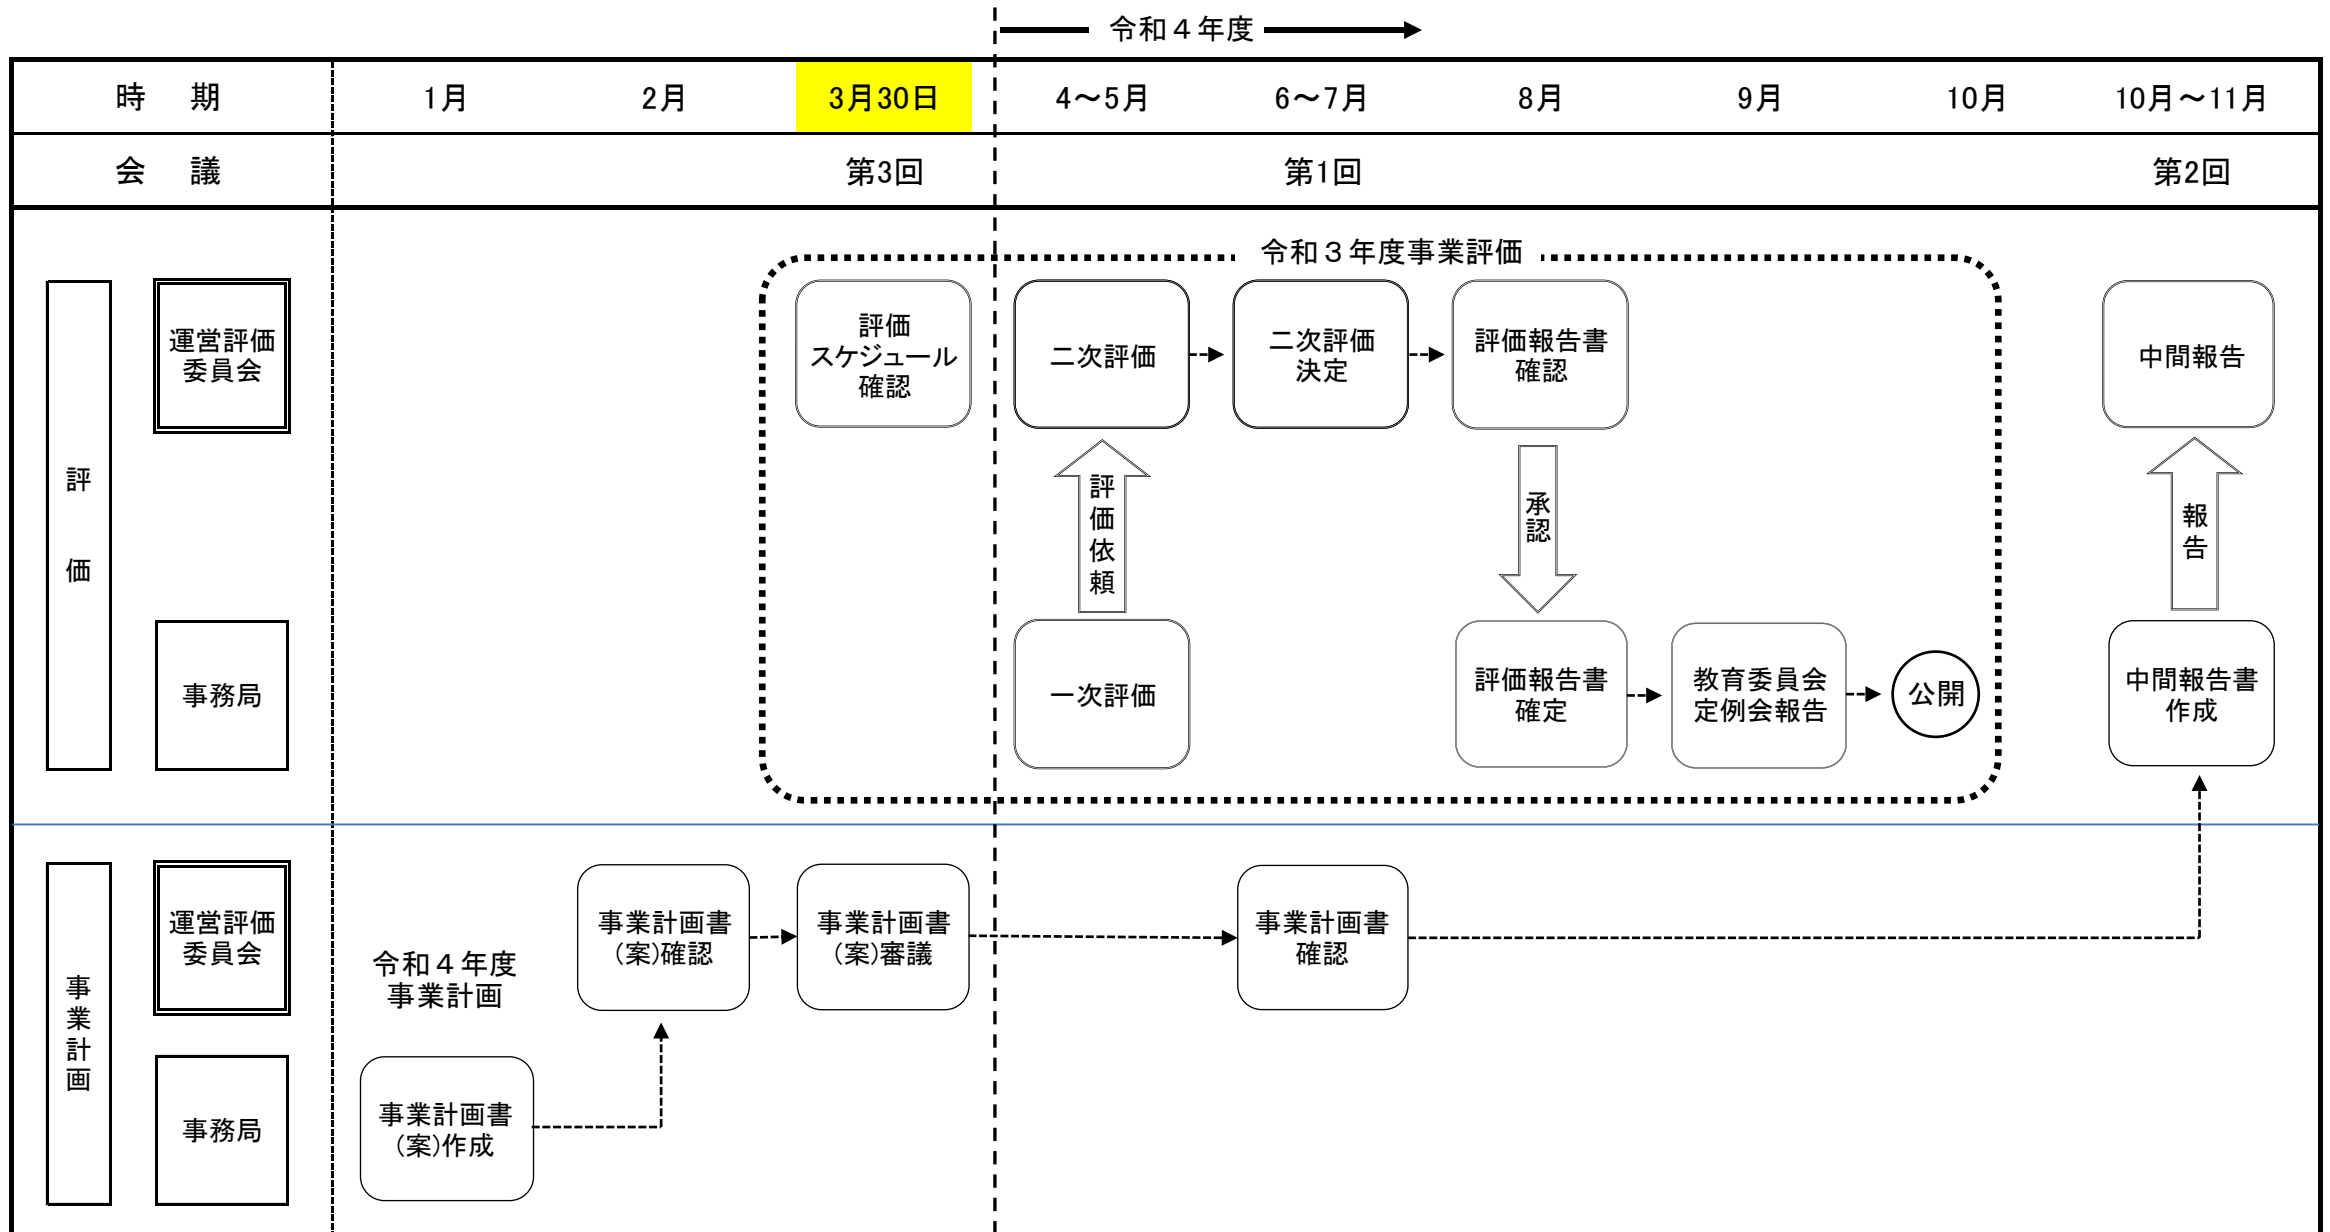 令和４年度
時　期
1月
2月
3月30日
4～5月
6～7月
8月
9月
10月
10月～11月
会　議
第3回
第1回
第2回
令和３年度事業評価
評価
運営評価
委員会
評価
スケジュール
確認
二次評価
二次評価
決定
評価報告書
確認
中間報告
評価依頼
承認
報告
事務局
一次評価
評価報告書
確定
教育委員会
定例会報告
公開
中間報告書
作成
事業計画
運営評価
委員会
令和４年度
事業計画
事業計画書
(案)確認
事業計画書
(案)審議
事業計画書
確認
事務局
事業計画書
(案)作成